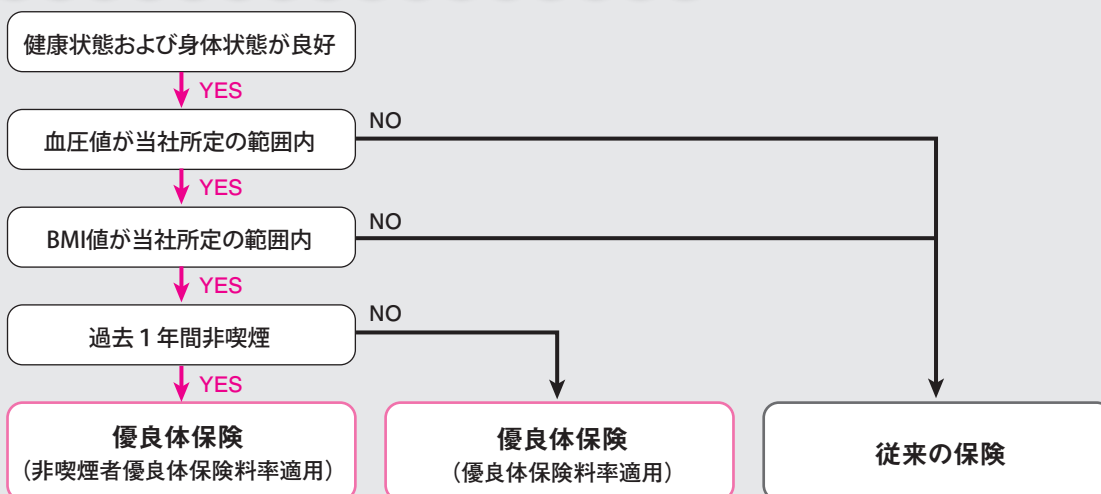 健康状態および身体状態が良好
YES
血圧値が当社所定の範囲内
NO
YES
BMI値が当社所定の範囲内
NO
YES
過去1年間非喫煙
NO
YES
優良体保険
（非喫煙者優良体保険料率適用）
優良体保険
（優良体保険料率適用）
従来の保険